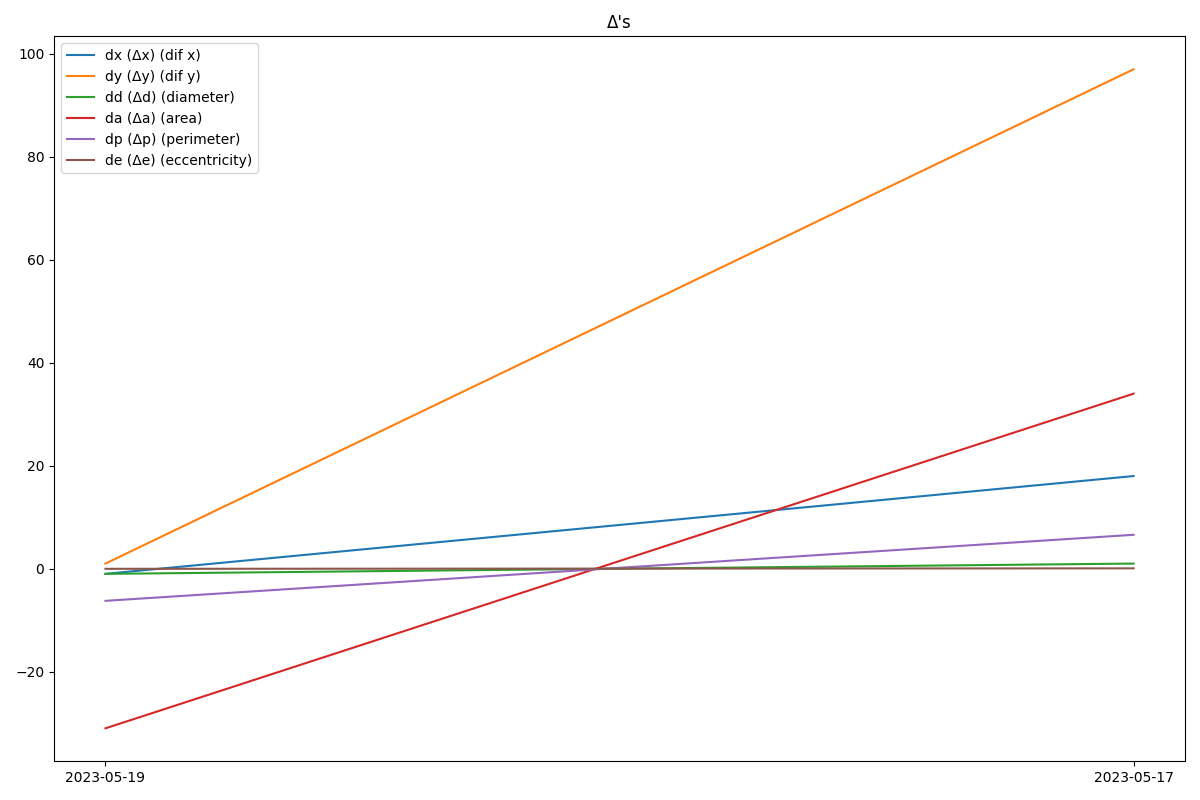 Δ's
dx (Δx) (dif x)
dy (Δy) (dif y)
dd (Δd) (diameter)
da (Δa) (area)
dp (Δp) (perimeter)
de (Δe) (eccentricity)
100
80
60
40
20
0
−20
2023-05-19
2023-05-17